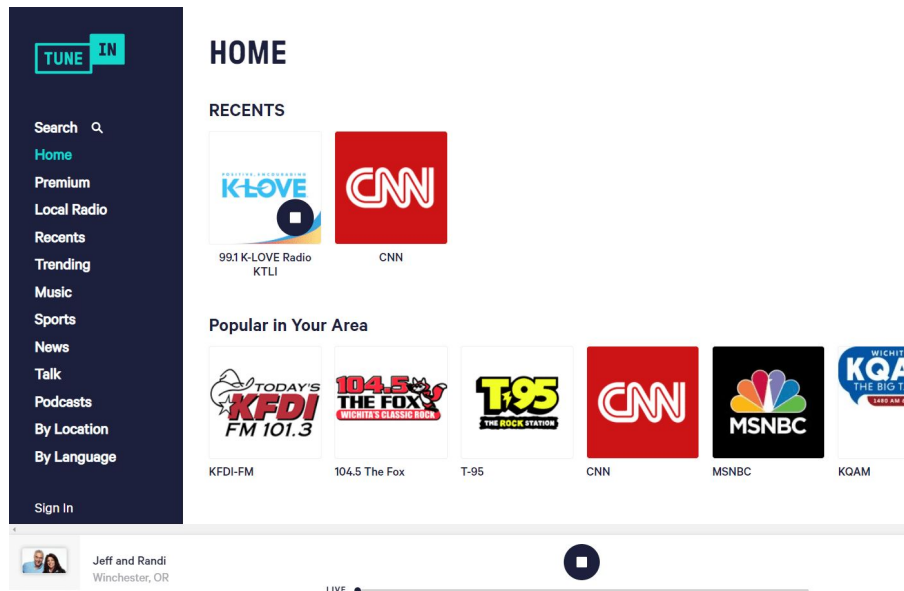 TUNE IN
HOME
RECENTS
Search
Home
Premium
Local Radio
Recents
Trending
Music
Sports
News
Talk
Podcasts
By Location
By Language
Sign In
POSITIVE, ENCOURAGING
K-LOVE
CNN
99.1 K-LOVE Radio
KTLI
CNN
Popular in Your Area
TODAY'S
KFDI
FM 101.3
104.5
THE FOX
WICHITA'S CLASSIC ROCK
T-95
THE ROCK STATION
CNN
MSNBC
WICHIT
KQA
THE BIG T
1480 AM
KFDI-FM
104.5 The Fox
T-95
CNN
MSNBC
KQAM
Jeff and Randi
Winchester, OR
LIVE